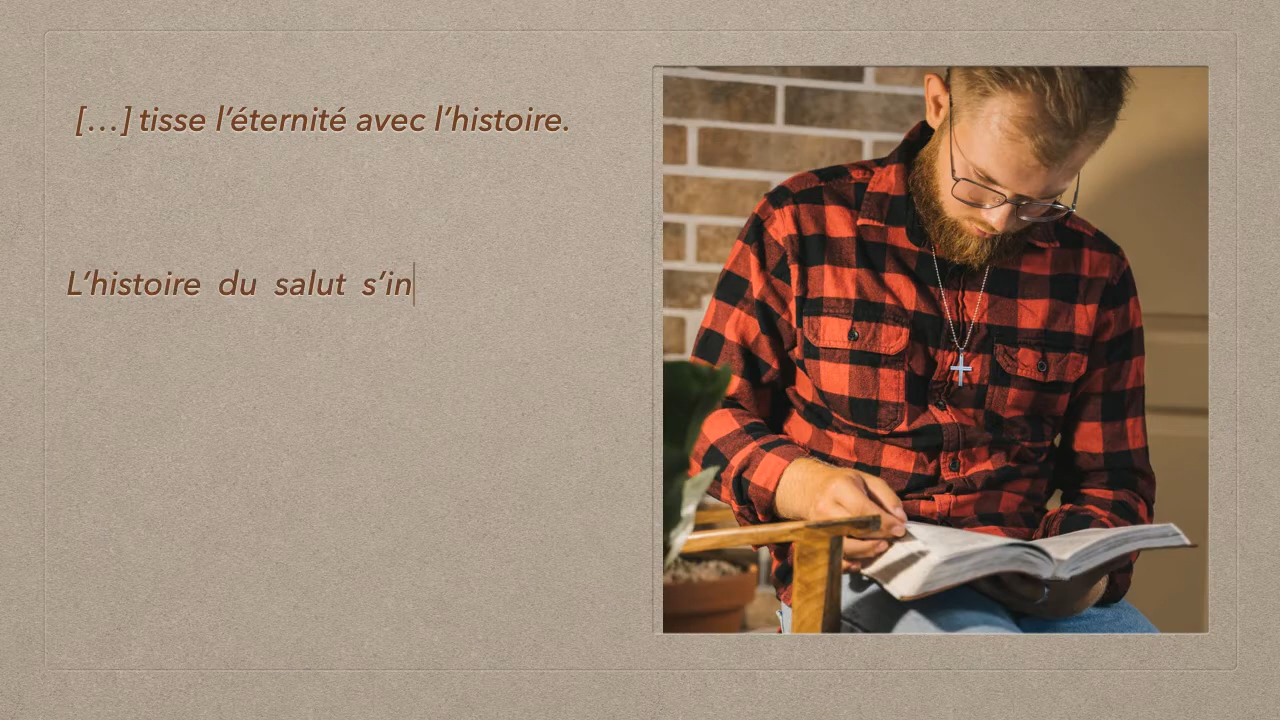 […] tisse l’éternité avec l’histoire.
L’histoire du salut s’in